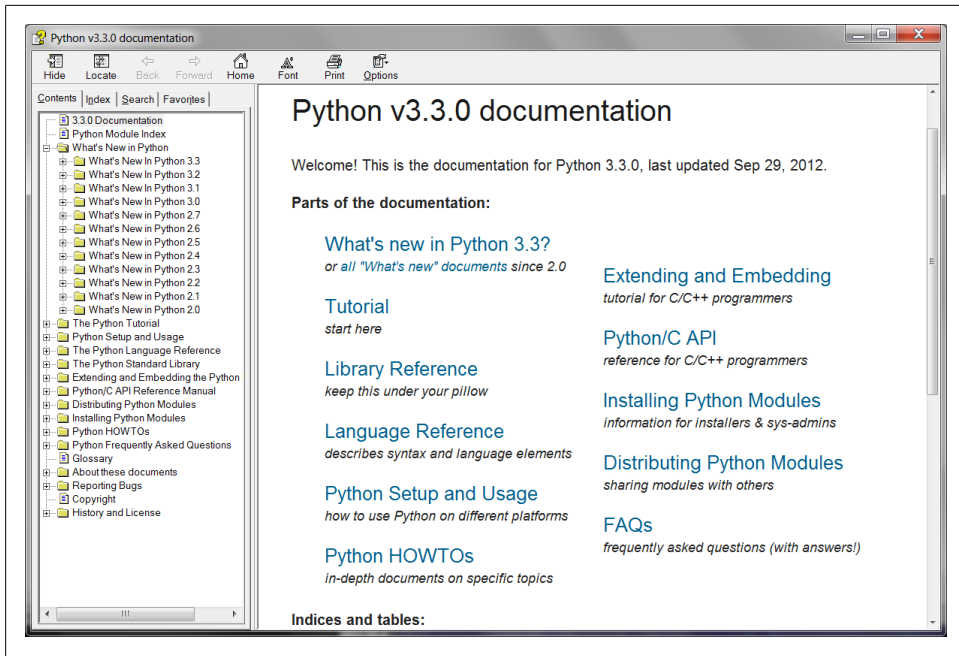 Python v3.3.0 documentation
Hide Locate Back Forward Home Font Print Options
Contents Index Search Favorites
3.3.0 Documentation
Python Module Index
What's New in Python
What's New In Python 3.3
What's New In Python 3.2
What's New In Python 3.1
What's New In Python 3.0
What's New in Python 2.7
What's New in Python 2.6
What's New in Python 2.5
What's New in Python 2.4
What's New in Python 2.3
What's New in Python 2.2
What's New in Python 2.1
What's New in Python 2.0
The Python Tutorial
Python Setup and Usage
The Python Language Reference
The Python Standard Library
Extending and Embedding the Python
Python/C API Reference Manual
Distributing Python Modules
Installing Python Modules
Python HOWTOs
Python Frequently Asked Questions
Glossary
About these documents
Reporting Bugs
Copyright
History and License
Python v3.3.0 documentation
Welcome! This is the documentation for Python 3.3.0, last updated Sep 29, 2012.
Parts of the documentation:
What's new in Python 3.3?
or all "What's new" documents since 2.0
Tutorial
start here
Library Reference
keep this under your pillow
Language Reference
describes syntax and language elements
Python Setup and Usage
how to use Python on different platforms
Python HOWTOs
in-depth documents on specific topics
Extending and Embedding
tutorial for C/C++ programmers
Python/C API
reference for C/C++ programmers
Installing Python Modules
information for installers & sys-admins
Distributing Python Modules
sharing modules with others
FAQs
frequently asked questions (with answers!)
Indices and tables: